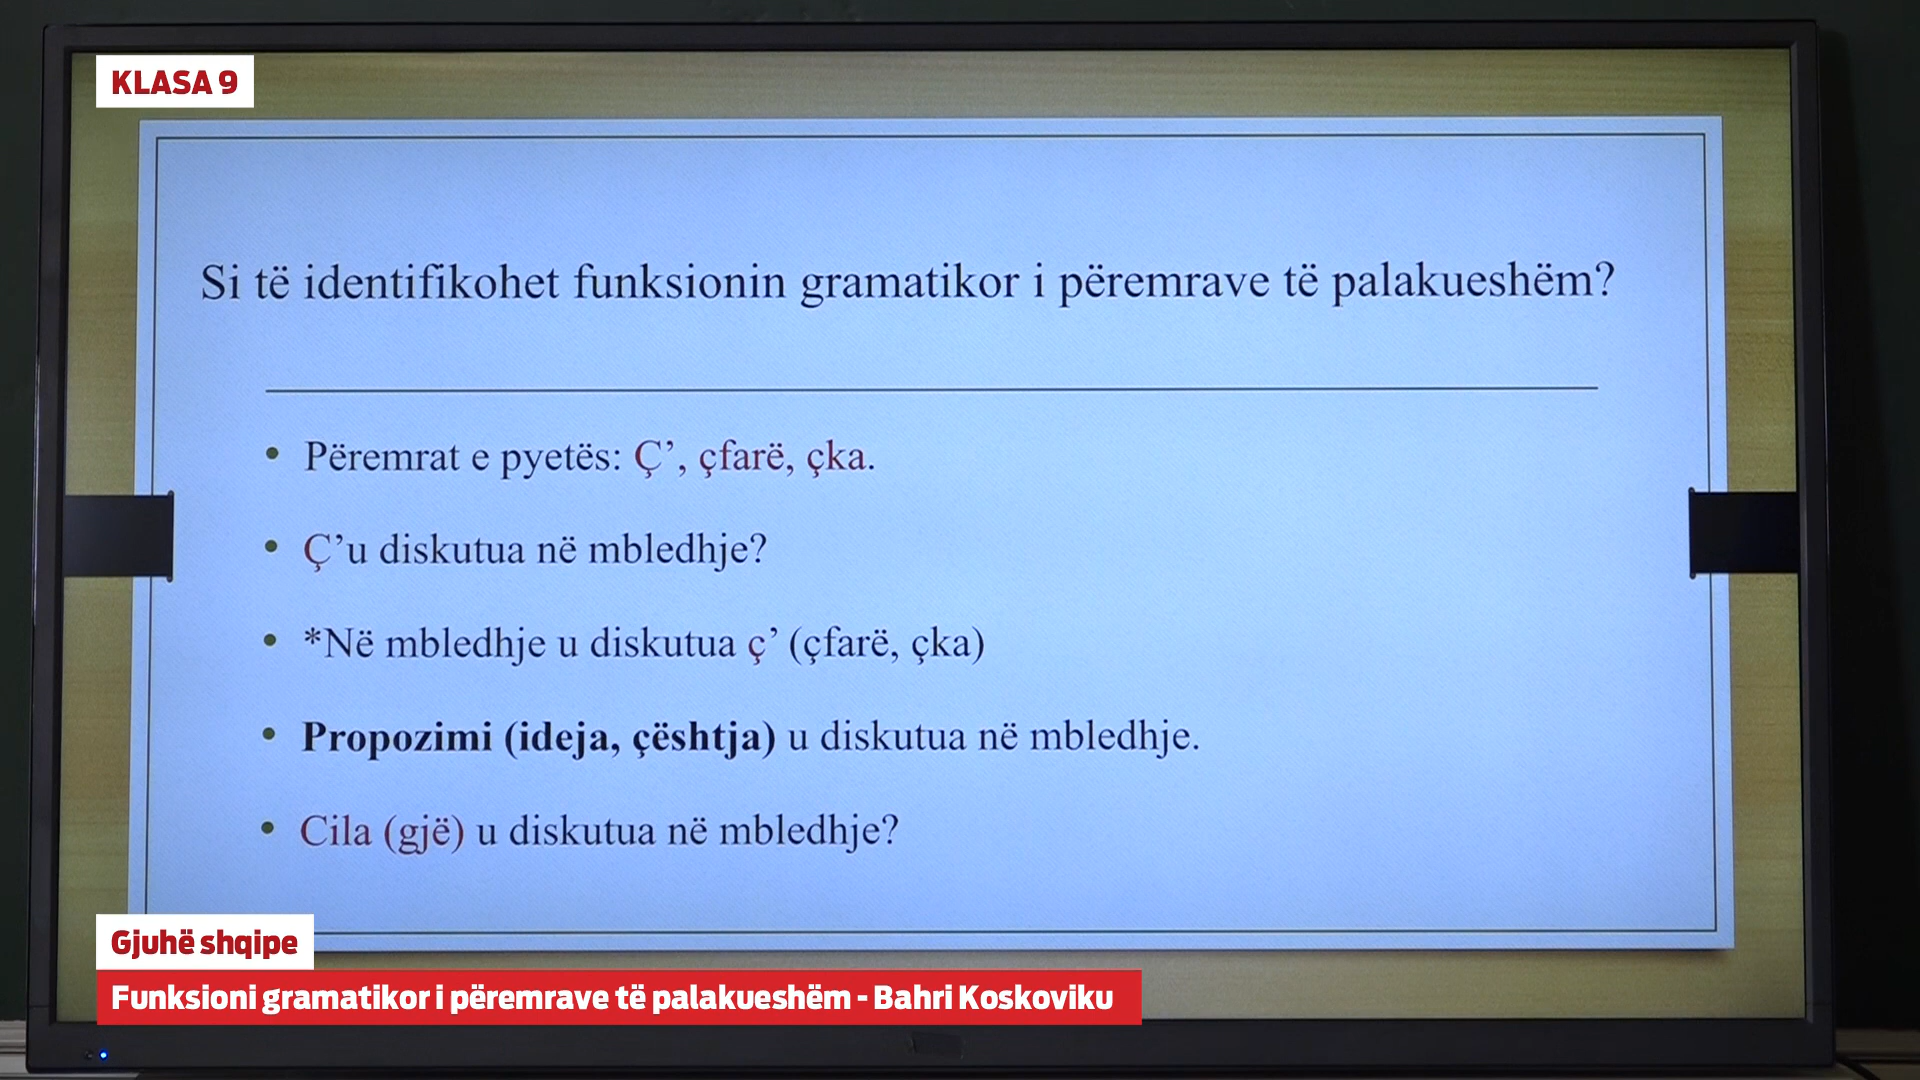 KLASA 9
Si të identifikohet funksionin gramatikor i përemrave të palakueshëm?
• Përemrat e pyetës: Ç’, çfarë, çka.
• Ç’u diskutua në mbledhje?
• *Në mbledhje u diskutua ç’ (çfarë, çka)
• Propozimi (ideja, çështja) u diskutua në mbledhje.
• Cila (gjë) u diskutua në mbledhje?
Gjuhë shqipe
Funksioni gramatikor i përemrave të palakueshëm - Bahri Koskoviku